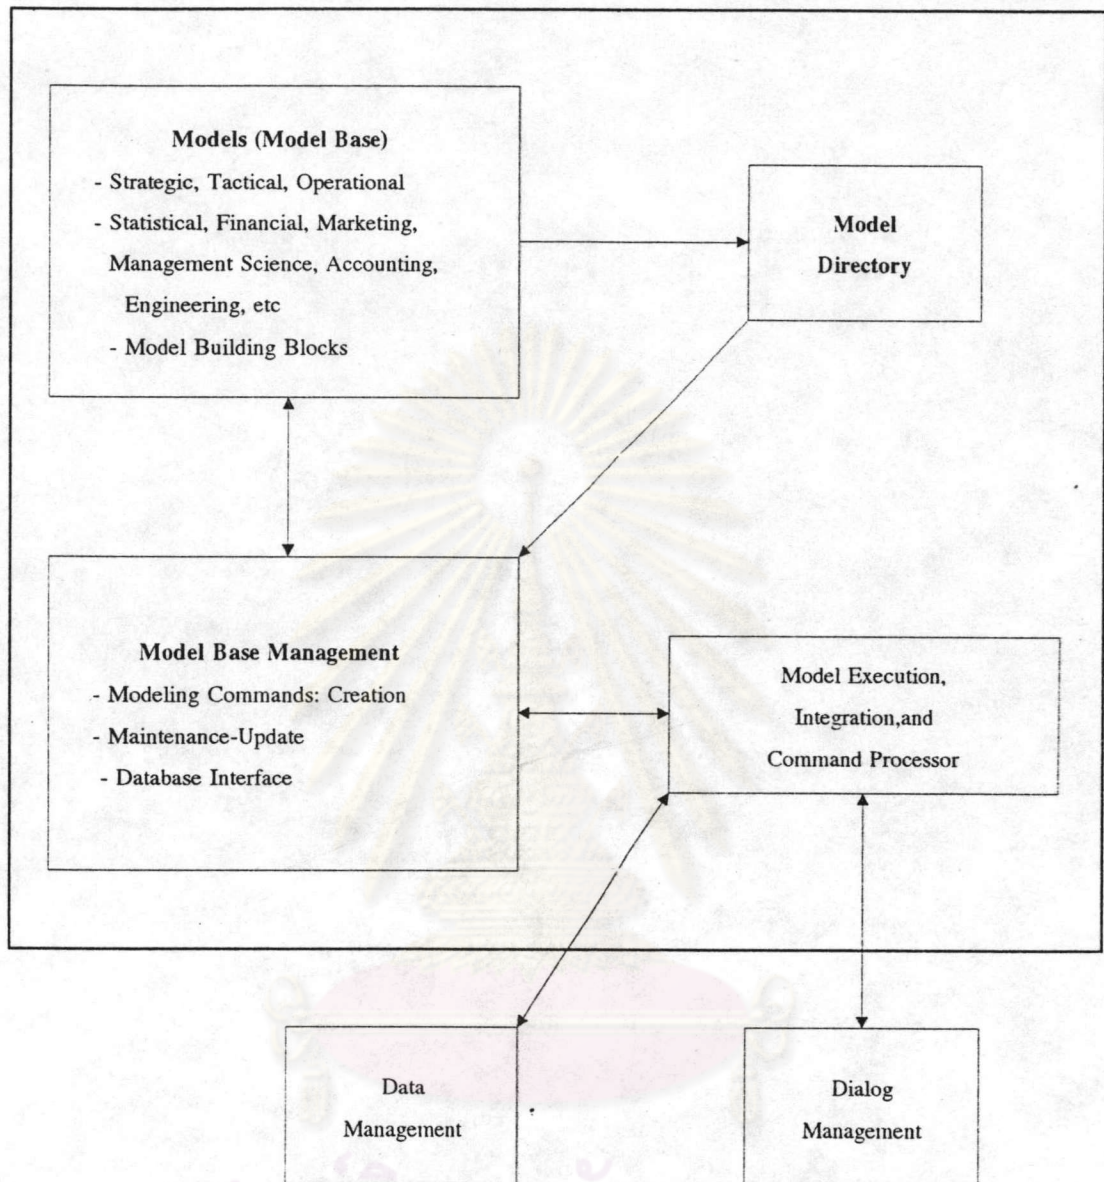 Models (Model Base)
- Strategic, Tactical, Operational
- Statistical, Financial, Marketing,
Management Science, Accounting,
Engineering, etc
- Model Building Blocks
Model
Directory
Model Base Management
- Modeling Commands: Creation
- Maintenance-Update
- Database Interface
Model Execution,
Integration,and
Command Processor
Data
Management
Dialog
Management